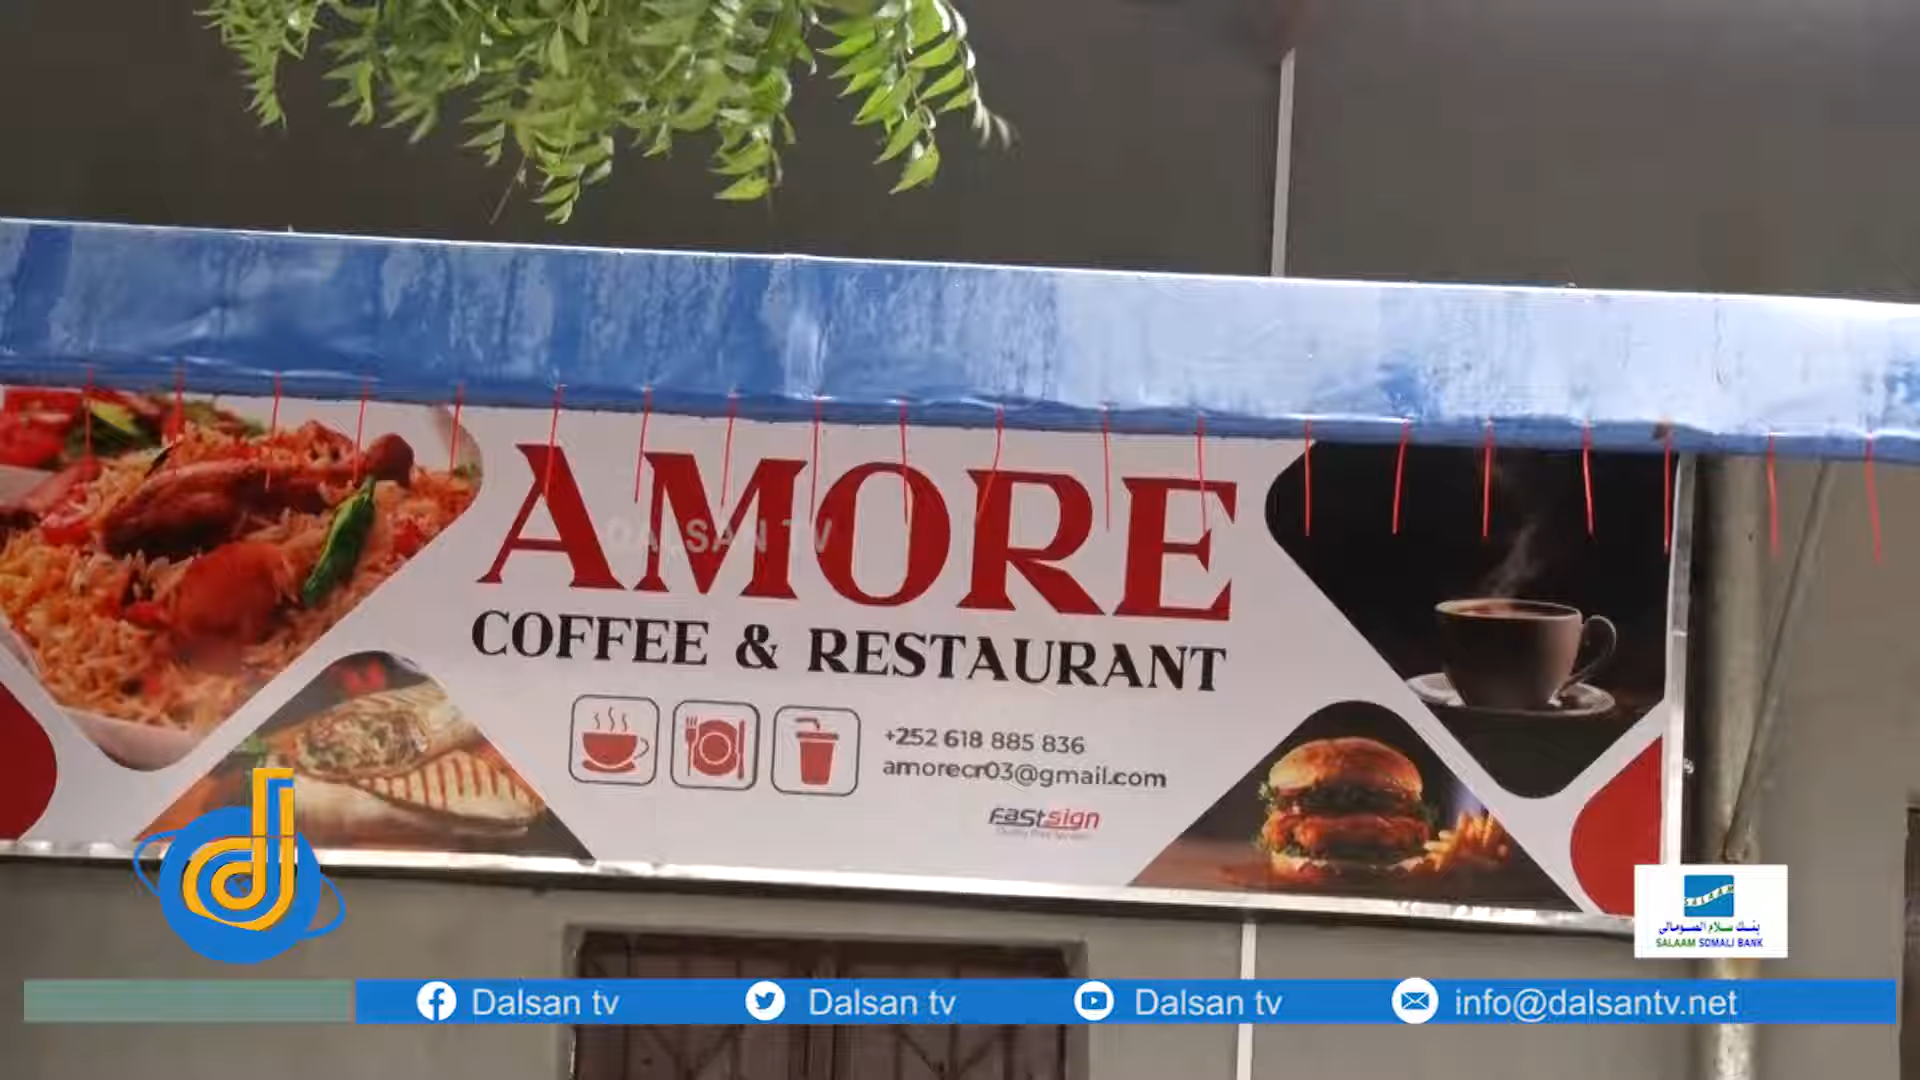 AMORE
DALSAN TV
COFFEE & RESTAURANT
+252 618 885 836
amorecr03@gmail.com
Fastsign
SALAAM
بنك سلام الصومالي
SALAAM SOMALI BANK
Dalsan tv
Dalsan tv
Dalsan tv
info@dalsantv.net